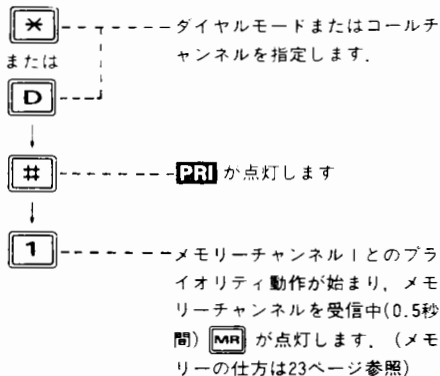 * ダイヤルモードまたはコールチ
ャンネルを指定します.
または
D
# PRI が点灯します
1 メモリーチャンネル1とのプラ
イオリティ動作が始まり, メモ
リーチャンネルを受信中(0.5秒
間) MR が点灯します. (メモ
リーの仕方は23ページ参照)